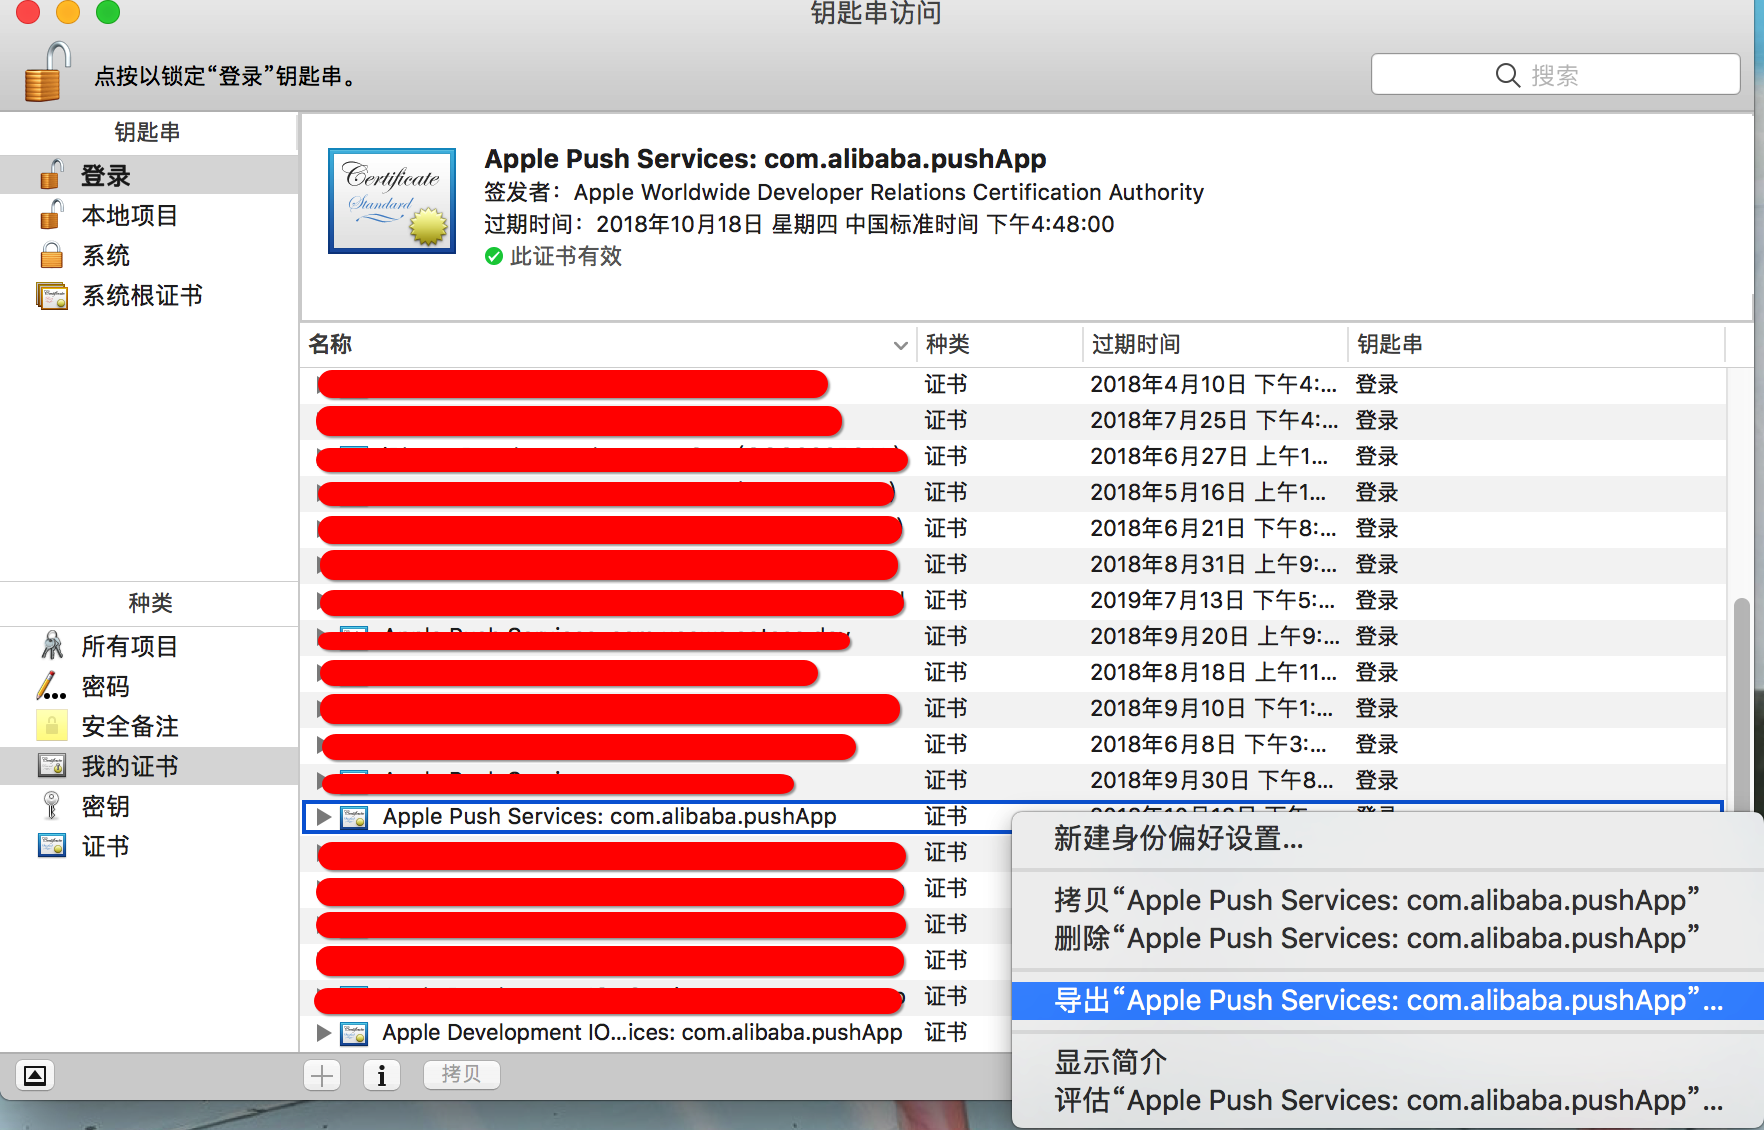 钥匙串访问
点按以锁定“登录”钥匙串。
搜索
钥匙串
登录
本地项目
系统
系统根证书
Certificate
Standard
Apple Push Services: com.alibaba.pushApp
签发者：Apple Worldwide Developer Relations Certification Authority
过期时间：2018年10月18日 星期四 中国标准时间 下午4:48:00
此证书有效
名称 种类 过期时间 钥匙串
证书 2018年4月10日 下午4:... 登录
证书 2018年7月25日 下午4:... 登录
证书 2018年6月27日 上午1... 登录
证书 2018年5月16日 上午1... 登录
证书 2018年6月21日 下午8:... 登录
证书 2018年8月31日 上午9:... 登录
证书 2019年7月13日 下午5:... 登录
证书 2018年9月20日 上午9:... 登录
证书 2018年8月18日 上午11... 登录
证书 2018年9月10日 下午1:... 登录
证书 2018年6月8日 下午3:... 登录
证书 2018年9月30日 下午8... 登录
Apple Push Services: com.alibaba.pushApp 证书
证书
证书
证书
证书
证书
Apple Development IO...ices: com.alibaba.pushApp 证书
种类
所有项目
密码
安全备注
我的证书
密钥
证书
新建身份偏好设置...
拷贝“Apple Push Services: com.alibaba.pushApp”
删除“Apple Push Services: com.alibaba.pushApp”
导出“Apple Push Services: com.alibaba.pushApp”...
显示简介
评估“Apple Push Services: com.alibaba.pushApp”...
拷贝